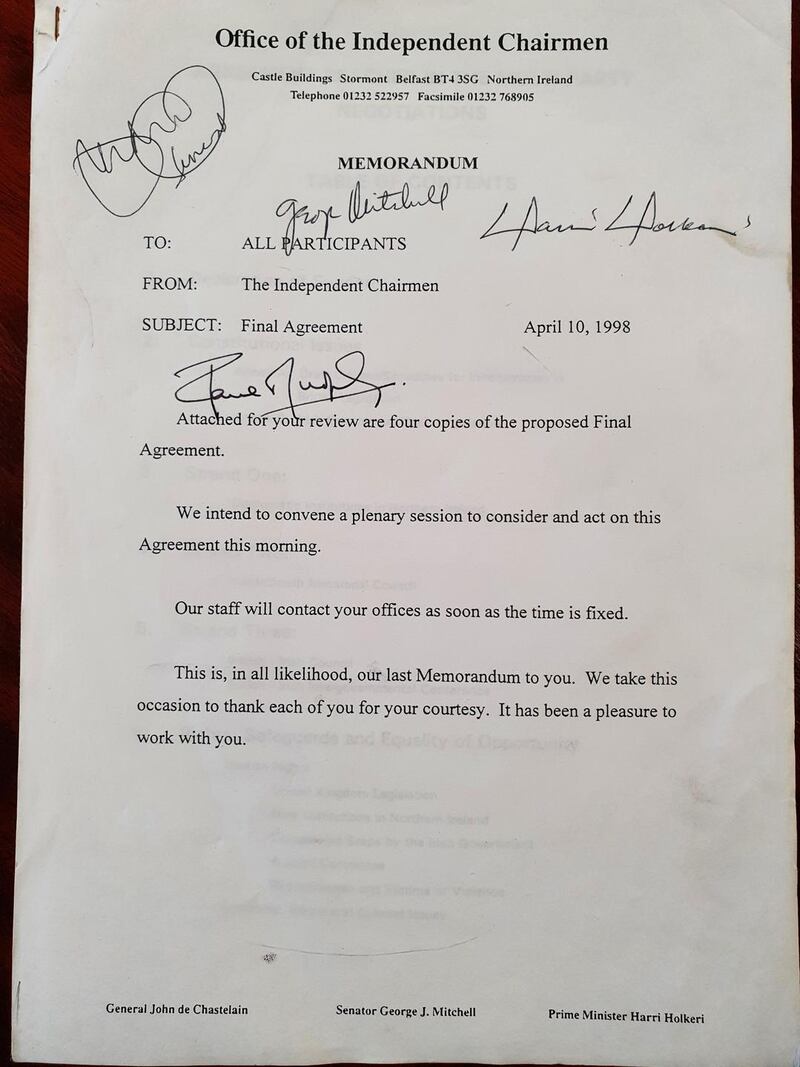 Office of the Independent Chairmen
Castle Buildings Stormont Belfast BT4 3SG Northern Ireland
Telephone 01232 522957 Facsimile 01232 768905
MEMORANDUM
George Mitchell
Harri Holkeri
TO: ALL PARTICIPANTS
FROM: The Independent Chairmen
SUBJECT: Final Agreement April 10, 1998
Attached for your review are four copies of the proposed Final
Agreement.
We intend to convene a plenary session to consider and act on this
Agreement this morning.
Our staff will contact your offices as soon as the time is fixed.
This is, in all likelihood, our last Memorandum to you. We take this
occasion to thank each of you for your courtesy. It has been a pleasure to
work with you.
General John de Chastelain Senator George J. Mitchell Prime Minister Harri Holkeri